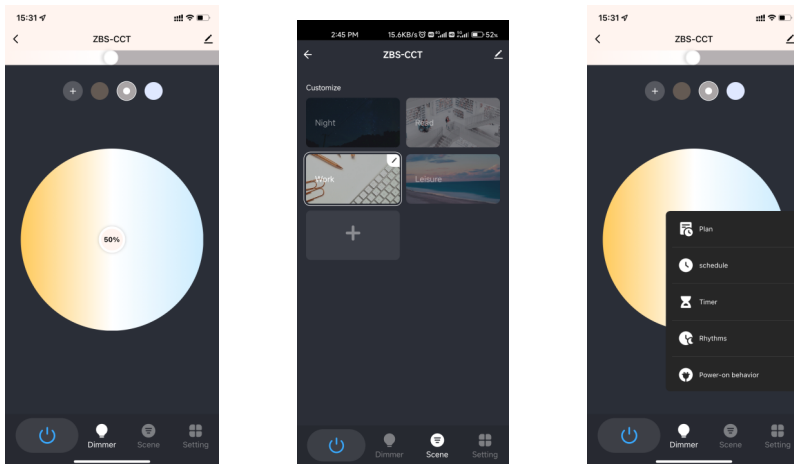 15:31
ZBS-CCT
50%
Dimmer
Scene
Setting
2:45 PM
15.6KB/s
52%
ZBS-CCT
Customize
Night
Read
Work
Leisure
Dimmer
Scene
Setting
15:31
ZBS-CCT
Plan
schedule
Timer
Rhythms
Power-on behavior
Dimmer
Scene
Setting